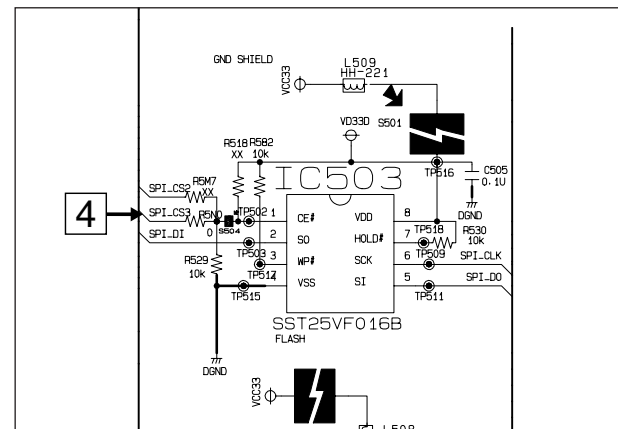 GND SHIELD
L509
HH-221
VCC33
S501
VD33D
R518 R582
XX 10k
IC503
TP516
C505
0.1U
DGND
SPI_CS2 R5M7
XX
4
SPI_CS3 R5N0
0
S504
TP502
1 CE# VDD 8
SPI_DI
TP503
2 SO HOLD# 7
TP518
R530
10k
TP517
3 WP# SCK 6
TP509
SPI_CLK
R529
10k
4 VSS SI 5
SPI_DO
TP515
TP511
SST25VF016B
FLASH
DGND
VCC33
L508